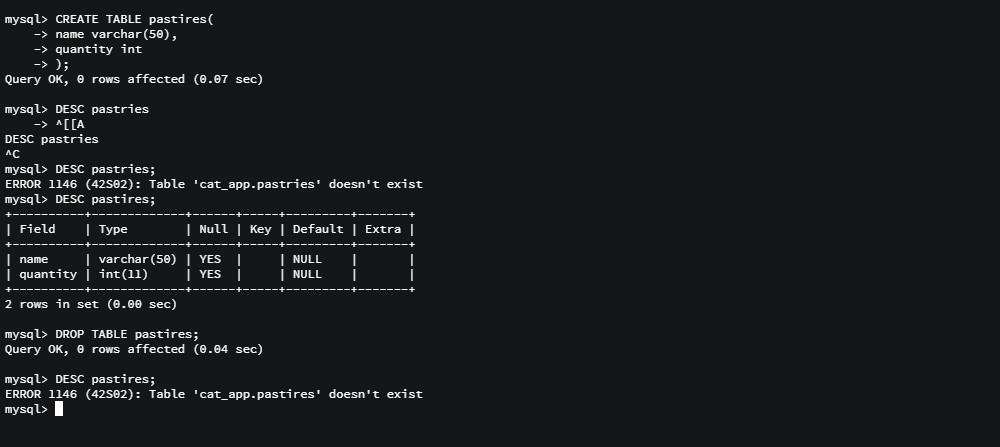 mysql> CREATE TABLE pastires(
    -> name varchar(50),
    -> quantity int
    -> );
Query OK, 0 rows affected (0.07 sec)

mysql> DESC pastries
    -> ^[[A
DESC pastries
^C
mysql> DESC pastries;
ERROR 1146 (42S02): Table 'cat_app.pastries' doesn't exist
mysql> DESC pastires;
+----------+-------------+------+-----+---------+-------+
| Field    | Type        | Null | Key | Default | Extra |
+----------+-------------+------+-----+---------+-------+
| name     | varchar(50) | YES  |     | NULL    |       |
| quantity | int(11)     | YES  |     | NULL    |       |
+----------+-------------+------+-----+---------+-------+
2 rows in set (0.00 sec)

mysql> DROP TABLE pastires;
Query OK, 0 rows affected (0.04 sec)

mysql> DESC pastires;
ERROR 1146 (42S02): Table 'cat_app.pastires' doesn't exist
mysql>